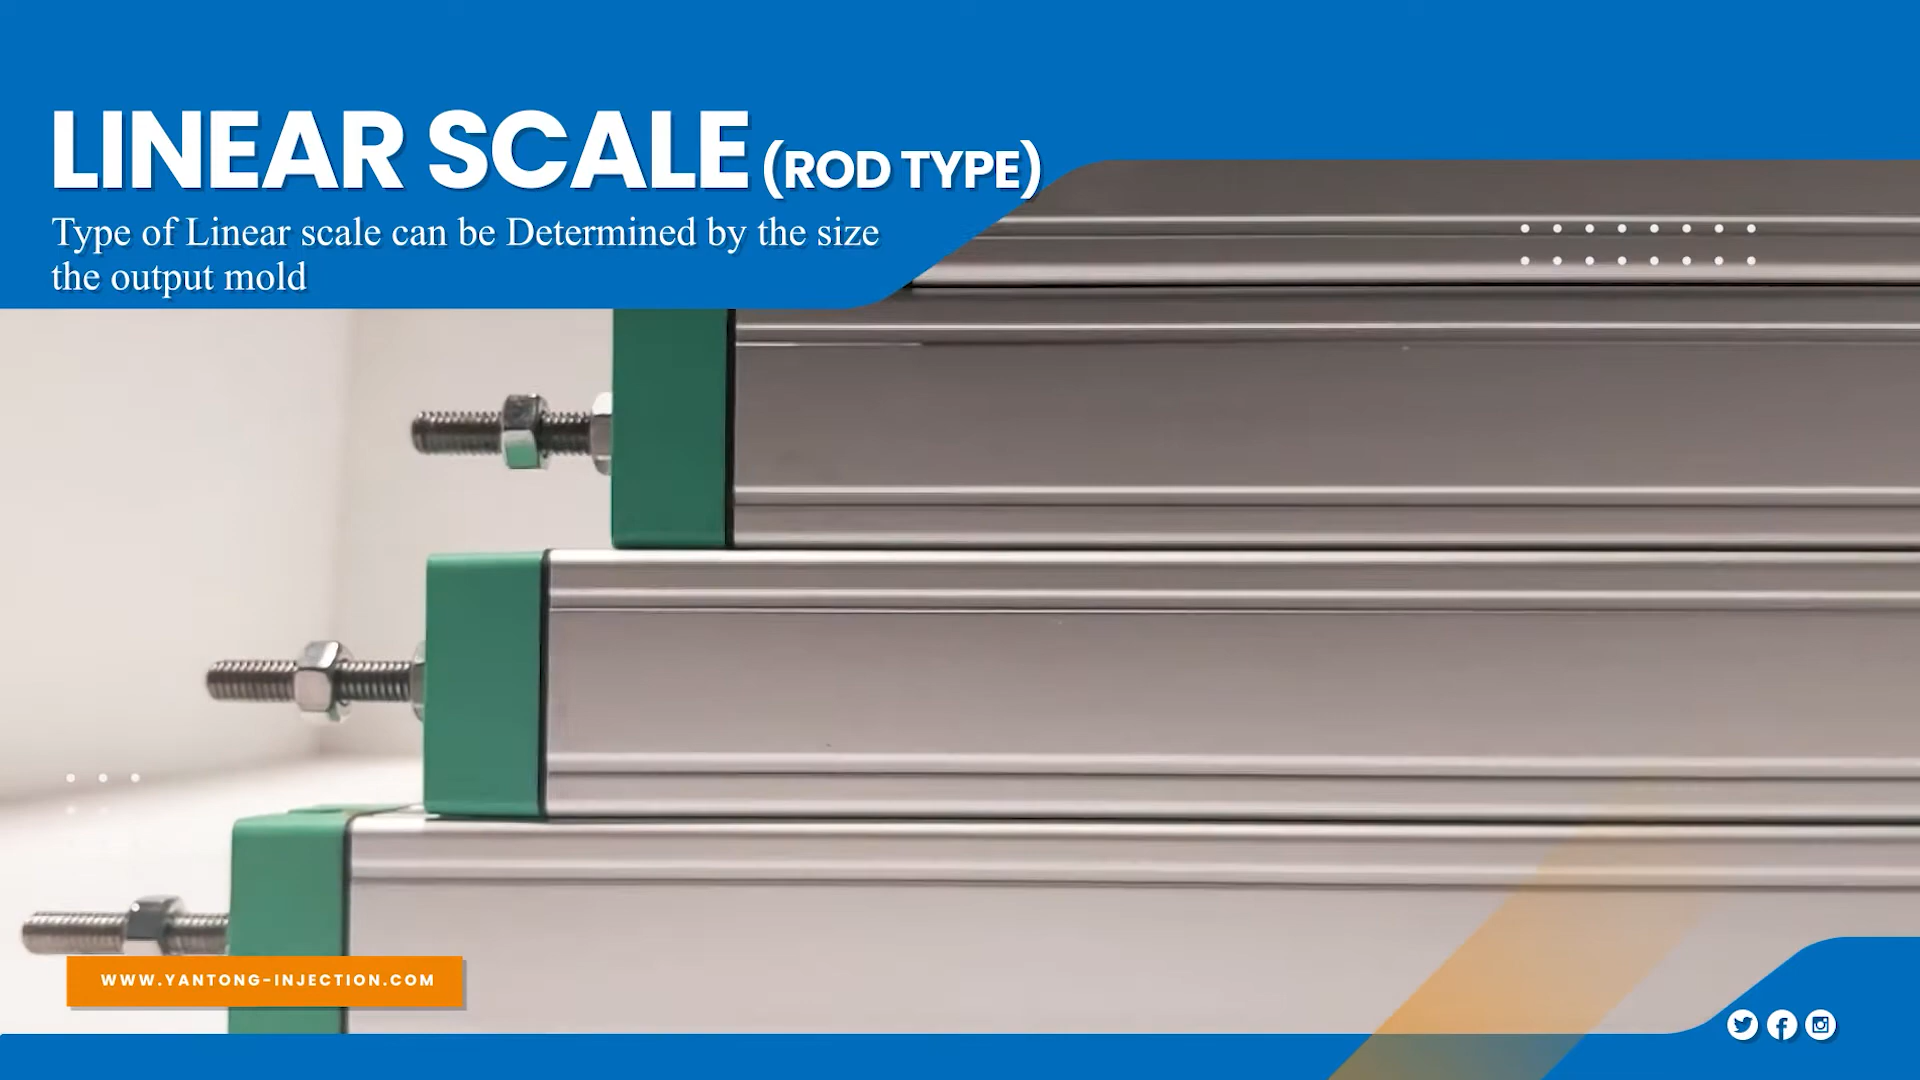 LINEAR SCALE (ROD TYPE)
Type of Linear scale can be Determined by the size
the output mold
WWW.YANTONG-INJECTION.COM